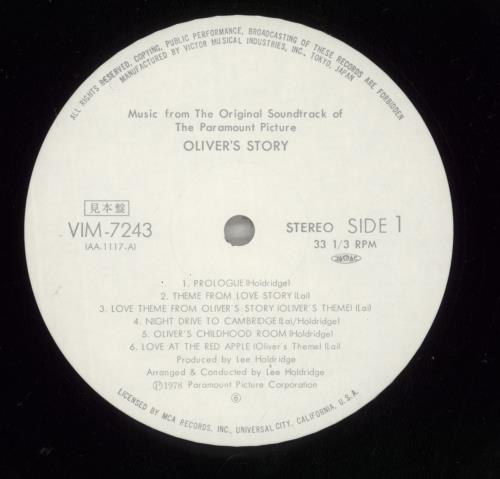 ALL RIGHTS RESERVED, COPYING, PUBLIC PERFORMANCE, BROADCASTING OF THESE RECORDS ARE FORBIDDEN
MANUFACTURED BY VICTOR MUSICAL INDUSTRIES, INC., TOKYO, JAPAN
Music from The Original Soundtrack of
The Paramount Picture
OLIVER'S STORY
見本盤
VIM-7243
(AA-1117-A)
STEREO SIDE 1
33 1/3 RPM
JASRAC
1. PROLOGUE (Holdridge)
2. THEME FROM LOVE STORY (Lai)
3. LOVE THEME FROM OLIVER'S STORY (OLIVER'S THEME) (Lai)
4. NIGHT DRIVE TO CAMBRIDGE (Lai/Holdridge)
5. OLIVER'S CHILDHOOD ROOM (Holdridge)
6. LOVE AT THE RED APPLE (Oliver's Theme) (Lai)
Produced by Lee Holdridge
Arranged & Conducted by Lee Holdridge
Ⓟ1978 Paramount Picture Corporation
⑥
LICENSED BY MCA RECORDS, INC., UNIVERSAL CITY, CALIFORNIA, U.S.A.